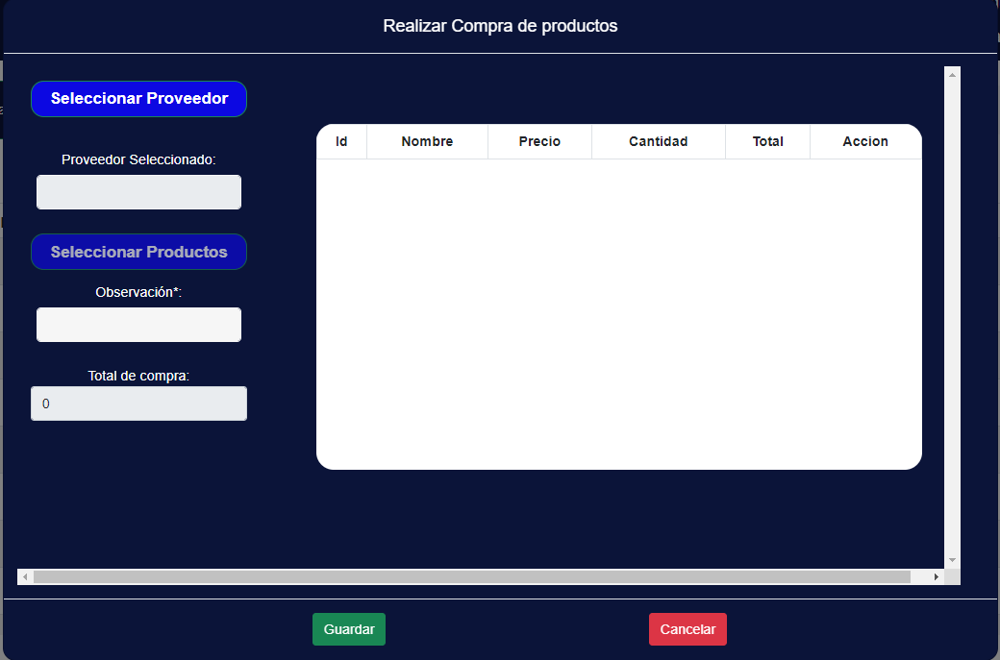 Realizar Compra de productos
Seleccionar Proveedor
Proveedor Seleccionado:
Seleccionar Productos
Observación*:
Total de compra:
0
Id Nombre Precio Cantidad Total Accion
Guardar Cancelar